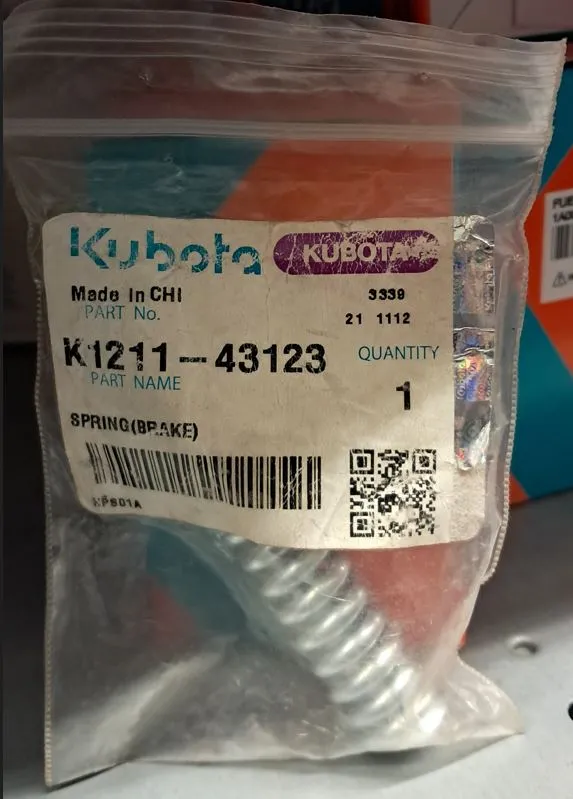 Kubota KUBOTA
Made In CHI
3339
PART No.
21 1112
K1211-43123
QUANTITY
PART NAME
1
SPRING(BRAKE)